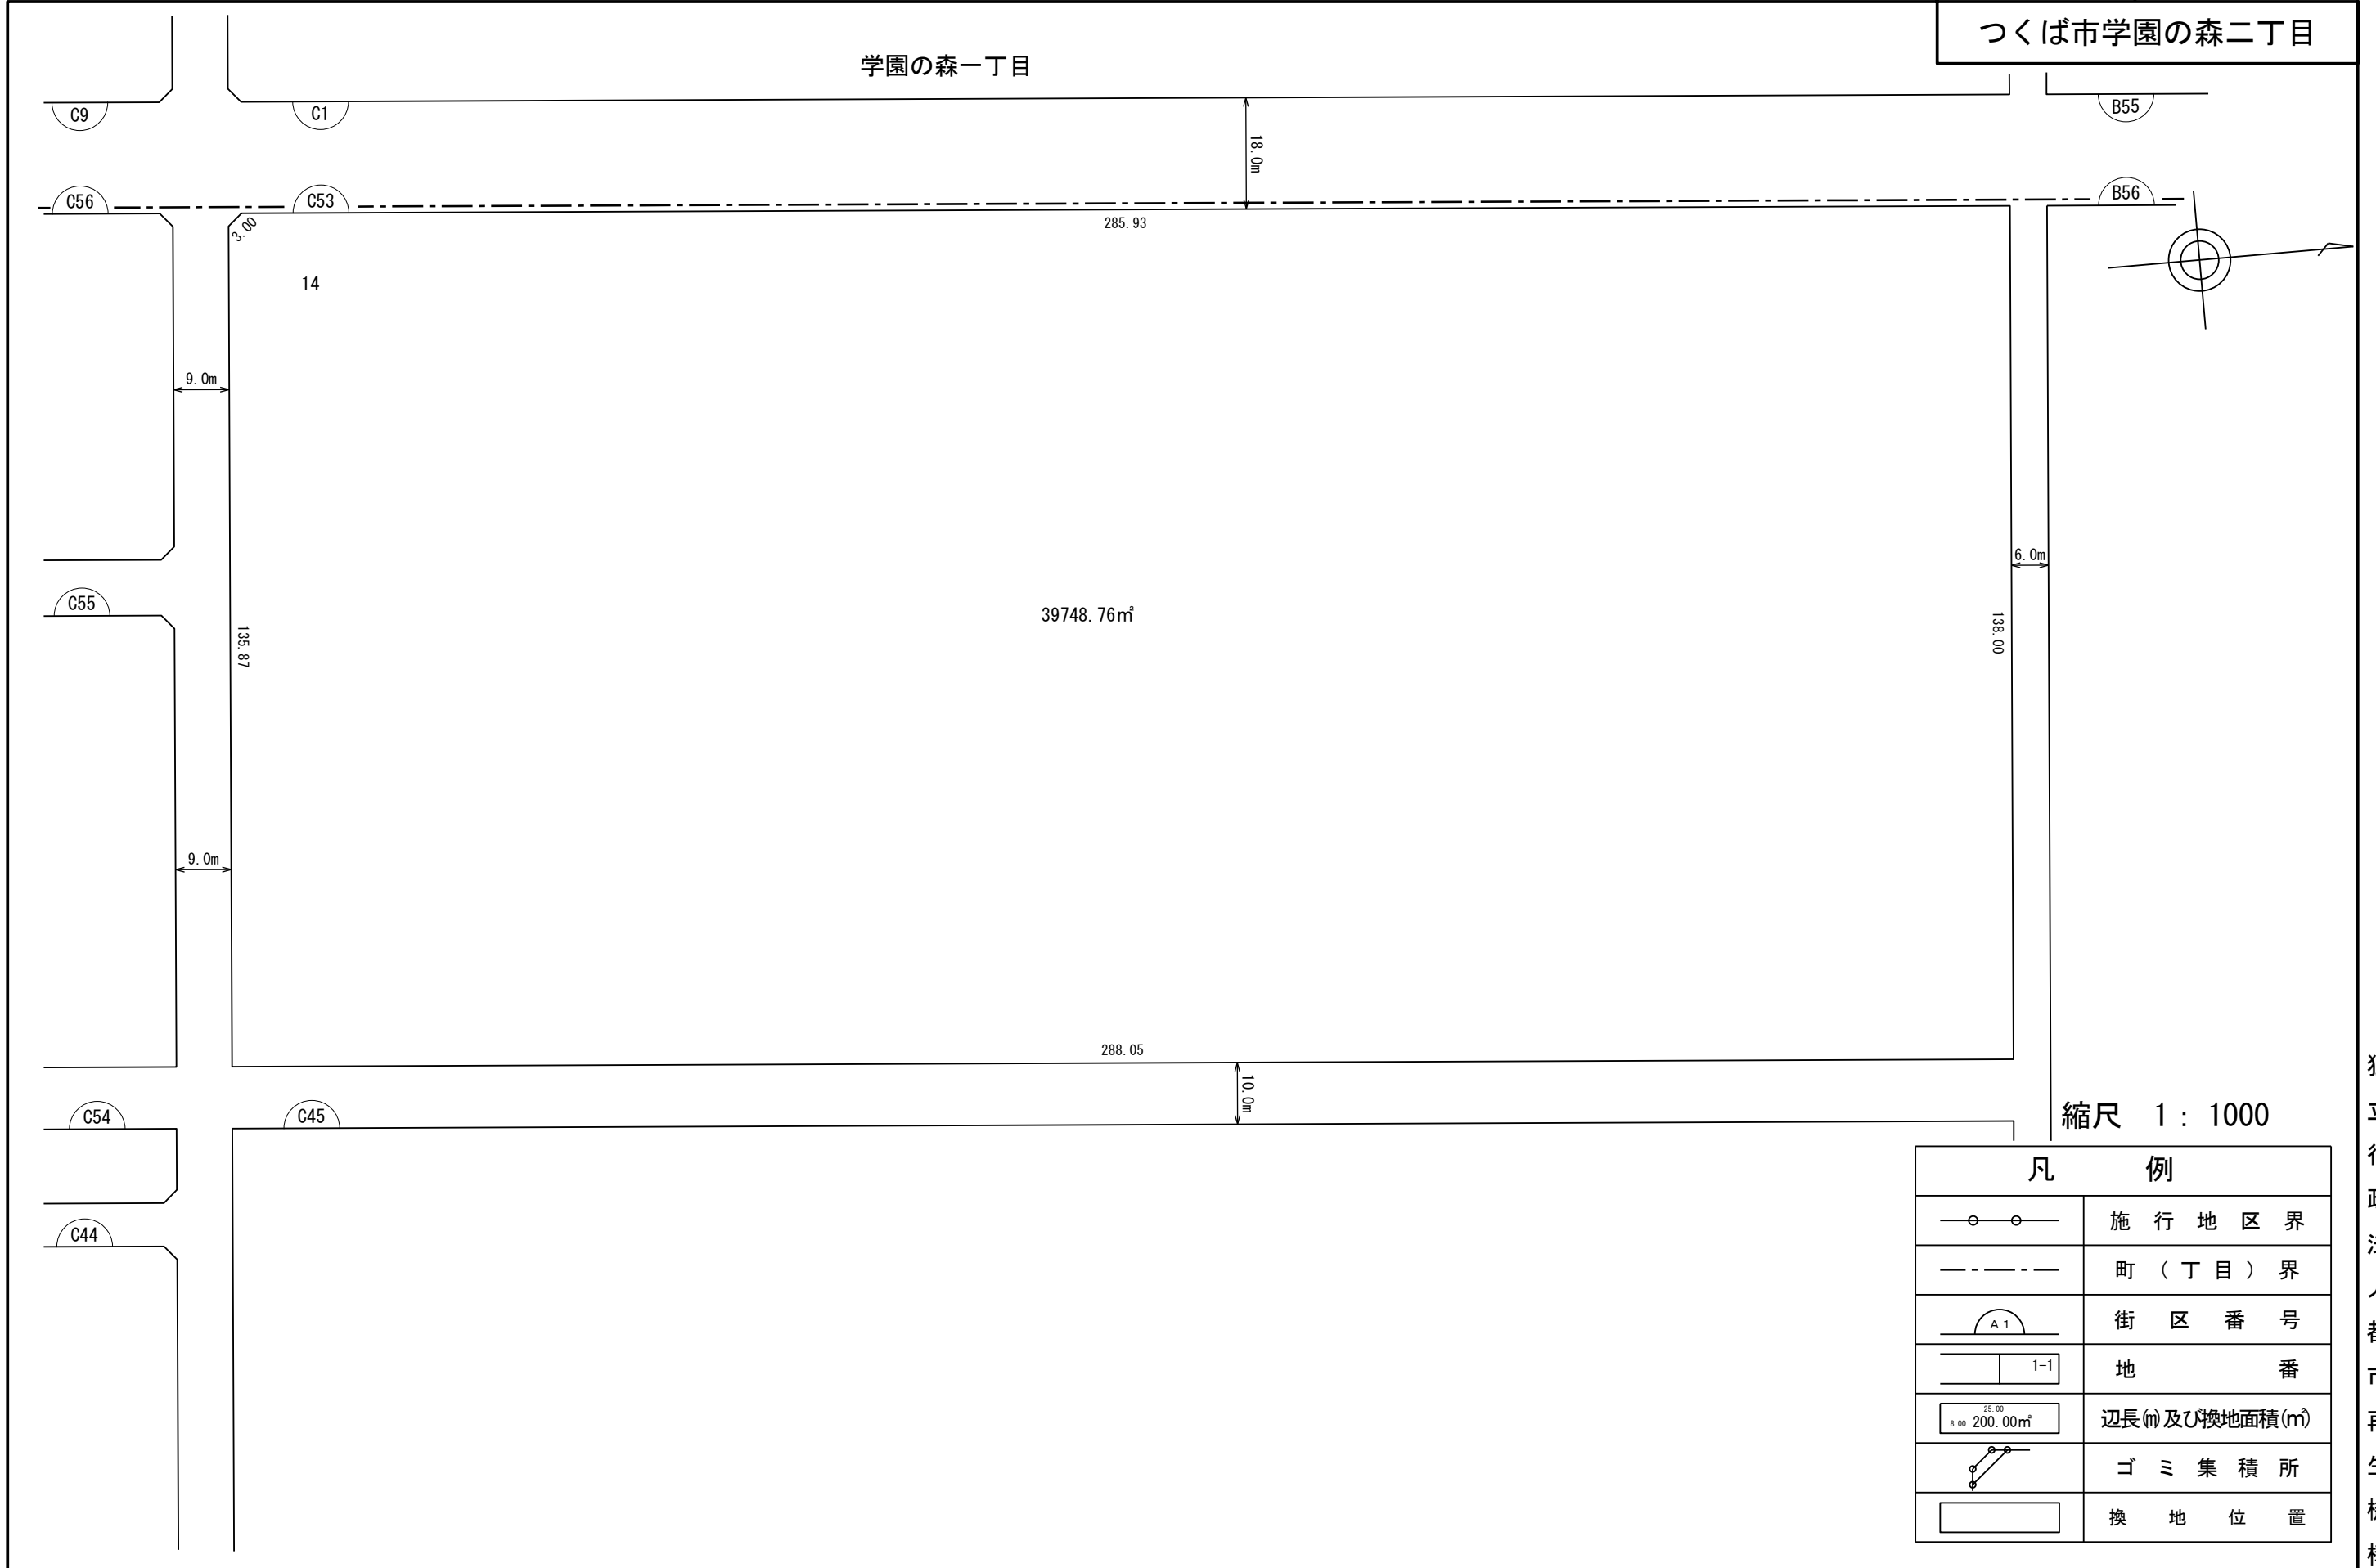 つくば市学園の森二丁目
学園の森一丁目
C9
C1
B55
18.0m
C56
C53
B56
3.00
285.93
14
9.0m
6.0m
C55
39748.76㎡
135.87
138.00
9.0m
288.05
10.0m
C54
C45
縮尺 1: 1000
C44
凡 例
施行地区界
町(丁目)界
A1
街区番号
1-1
地番
25.00
8.00 200.00㎡
辺長(m)及び換地面積(㎡)
ゴミ集積所
換地位置